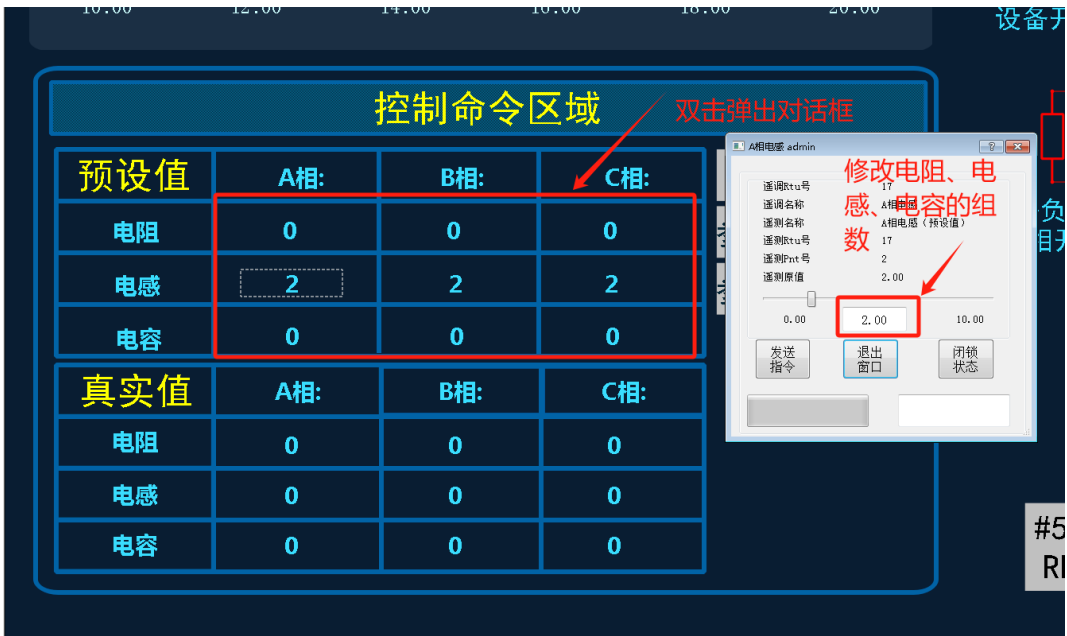 10:00 12:00 14:00 16:00 18:00 20:00
设备开
控制命令区域
双击弹出对话框
预设值 A相: B相: C相:
电阻 0 0 0
电感 2 2 2
电容 0 0 0
真实值 A相: B相: C相:
电阻 0 0 0
电感 0 0 0
电容 0 0 0
A相电感 admin
修改电阻、电
感、电容的组
数
遥调Rtu号 17
遥调名称 A相电感
遥测名称 A相电感(预设值)
遥测Rtu号 17
遥测Pnt号 2
遥测原值 2.00
0.00 2.00 10.00
发送
指令
退出
窗口
闭锁
状态
负
相开
#5